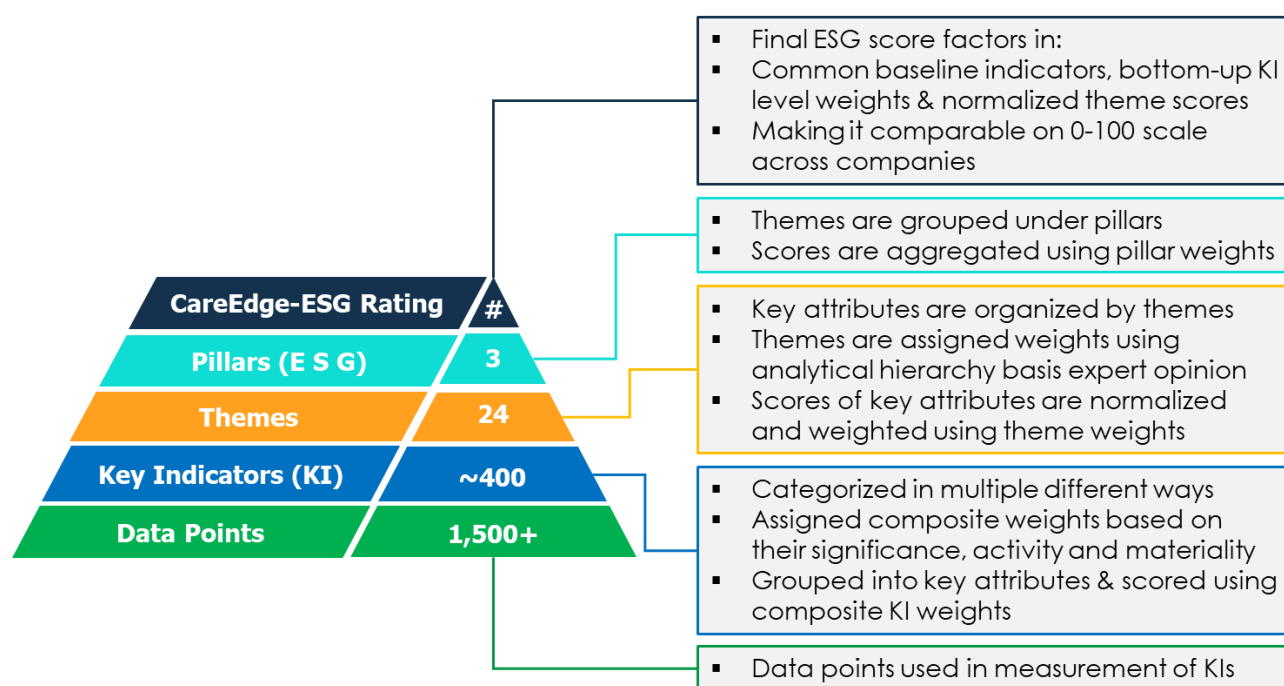 ▪ Final ESG score factors in:
▪ Common baseline indicators, bottom-up KI
level weights & normalized theme scores
▪ Making it comparable on 0-100 scale
across companies
▪ Themes are grouped under pillars
▪ Scores are aggregated using pillar weights
CareEdge-ESG Rating #
Pillars (E S G) 3
Themes 24
Key Indicators (KI) ~400
Data Points 1,500+
▪ Key attributes are organized by themes
▪ Themes are assigned weights using
analytical hierarchy basis expert opinion
▪ Scores of key attributes are normalized
and weighted using theme weights
▪ Categorized in multiple different ways
▪ Assigned composite weights based on
their significance, activity and materiality
▪ Grouped into key attributes & scored using
composite KI weights
▪ Data points used in measurement of KIs